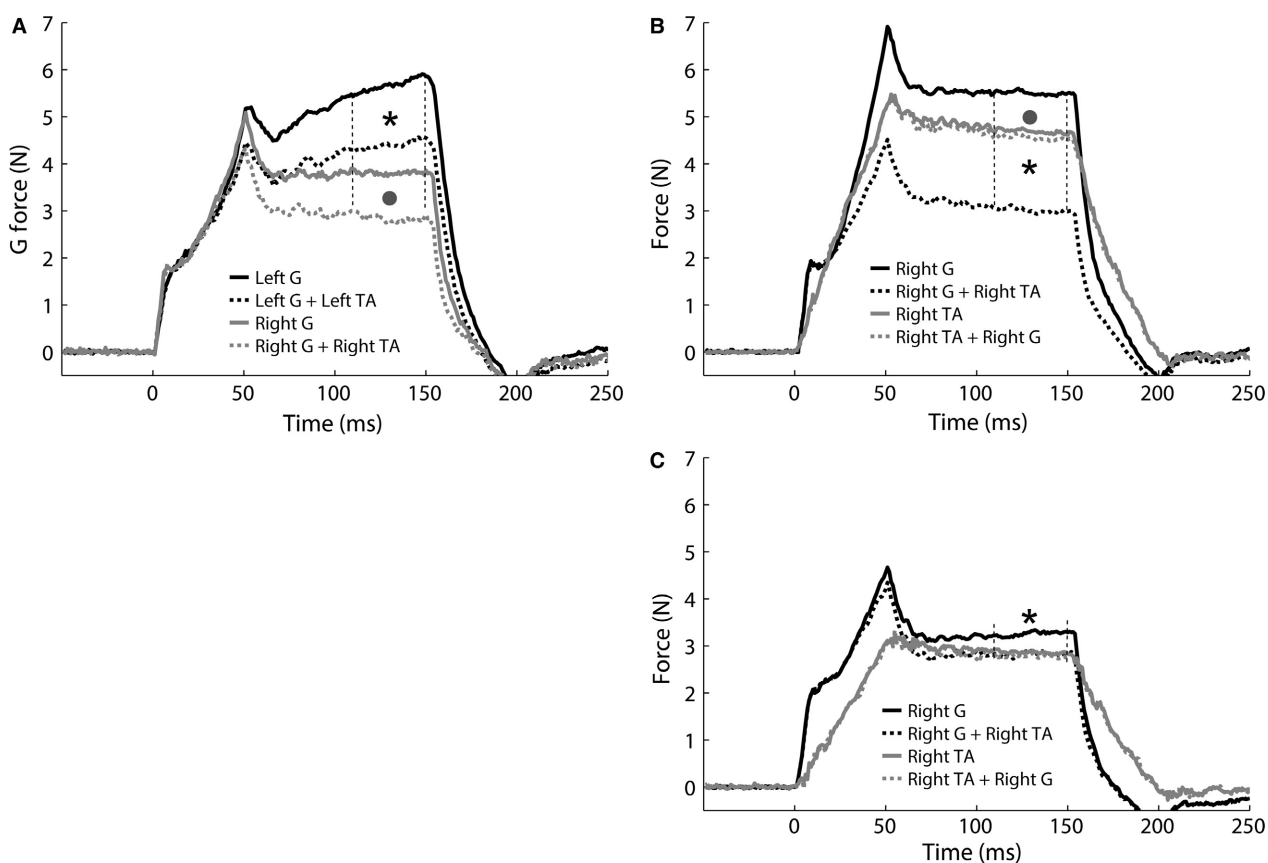 A
7
6
5
4
3
2
1
0
G force (N)
*
Left G
Left G + Left TA
Right G
Right G + Right TA
0 50 100 150 200 250
Time (ms)
B
7
6
5
4
3
2
1
0
Force (N)
*
Right G
Right G + Right TA
Right TA
Right TA + Right G
0 50 100 150 200 250
Time (ms)
C
7
6
5
4
3
2
1
0
Force (N)
*
Right G
Right G + Right TA
Right TA
Right TA + Right G
0 50 100 150 200 250
Time (ms)